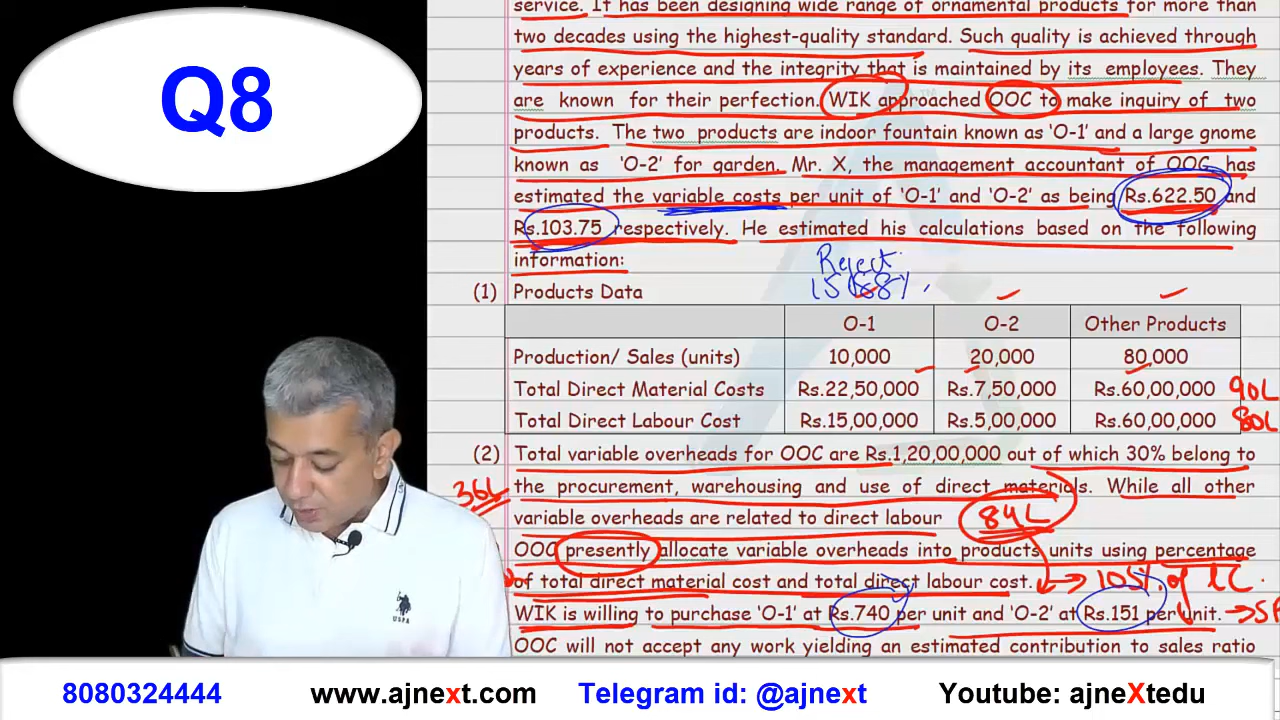 Q8
service. It has been designing wide range of ornamental products for more than
two decades using the highest-quality standard. Such quality is achieved through
years of experience and the integrity that is maintained by its employees. They
are known for their perfection. WIK approached OOC to make inquiry of two
products. The two products are indoor fountain known as 'O-1' and a large gnome
known as 'O-2' for garden. Mr. X, the management accountant of OOC has
estimated the variable costs per unit of 'O-1' and 'O-2' as being Rs.622.50 and
Rs.103.75 respectively. He estimated his calculations based on the following
information:
Reject
(1) Products Data
O-1 O-2 Other Products
Production/ Sales (units) 10,000 20,000 80,000
Total Direct Material Costs Rs.22,50,000 Rs.7,50,000 Rs.60,00,000 90L
Total Direct Labour Cost Rs.15,00,000 Rs.5,00,000 Rs.60,00,000 80L
(2) Total variable overheads for OOC are Rs.1,20,00,000 out of which 30% belong to
the procurement, warehousing and use of direct materials. While all other
36L
variable overheads are related to direct labour 84L
OOC presently allocate variable overheads into products units using percentage
of total direct material cost and total direct labour cost. → 105% of LC.
WIK is willing to purchase 'O-1' at Rs.740 per unit and 'O-2' at Rs.151 per unit. →SP
OOC will not accept any work yielding an estimated contribution to sales ratio
USPA
8080324444 www.ajnext.com Telegram id: @ajnext Youtube: ajneXtedu